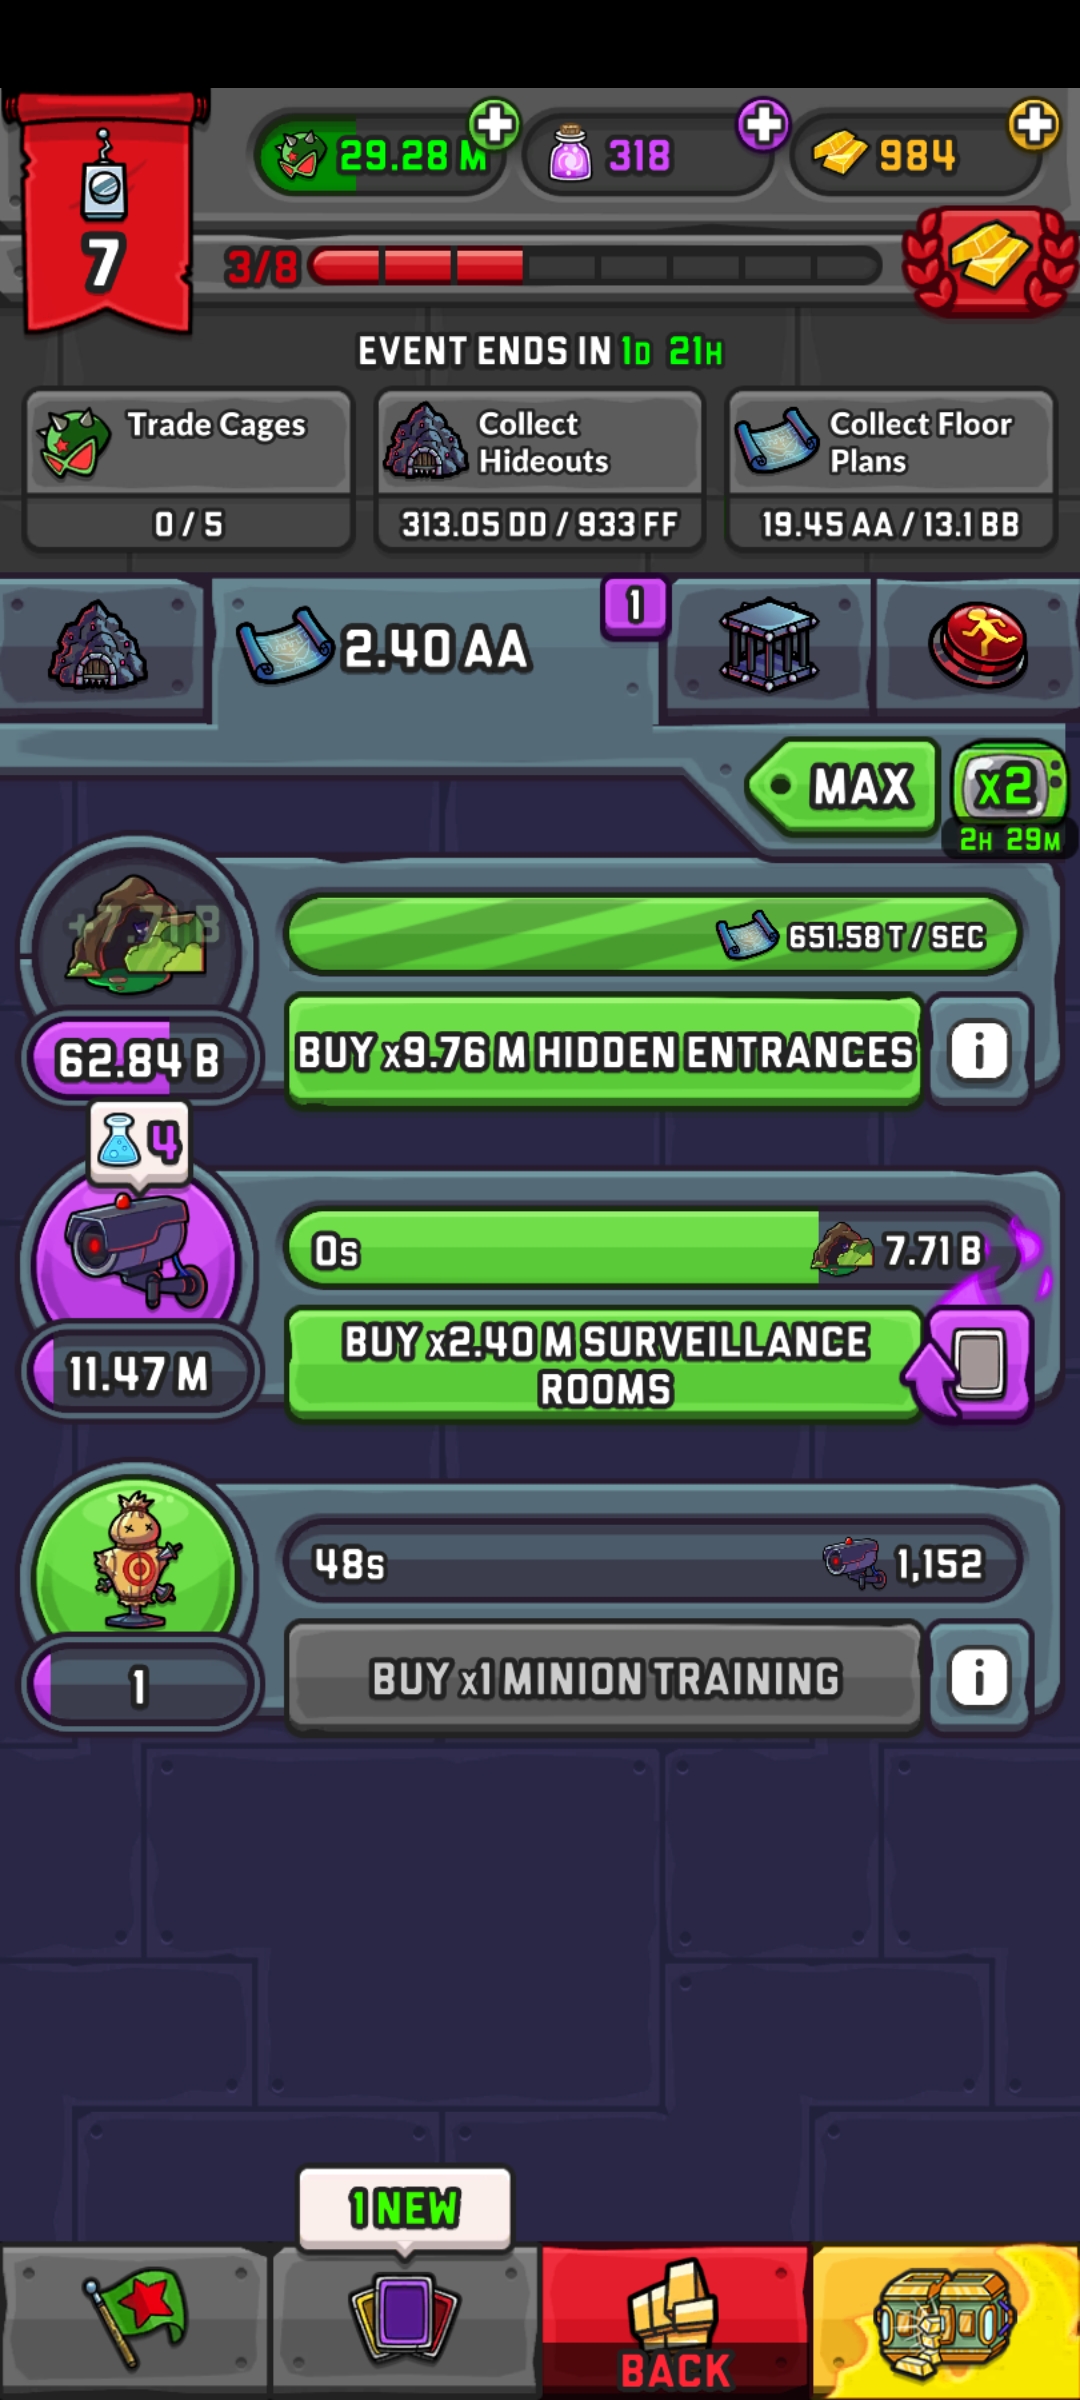 29.28 M
318
984
7
3/8
EVENT ENDS IN 1D 21H
Trade Cages
0 / 5
Collect
Hideouts
313.05 DD / 933 FF
Collect Floor
Plans
19.45 AA / 13.1 BB
2.40 AA
1
MAX
x2
2H 29M
+7.71 B
651.58 T / SEC
62.84 B
BUY x9.76 M HIDDEN ENTRANCES
i
4
0s
7.71 B
11.47 M
BUY x2.40 M SURVEILLANCE
ROOMS
48s
1,152
1
BUY x1 MINION TRAINING
i
1 NEW
BACK